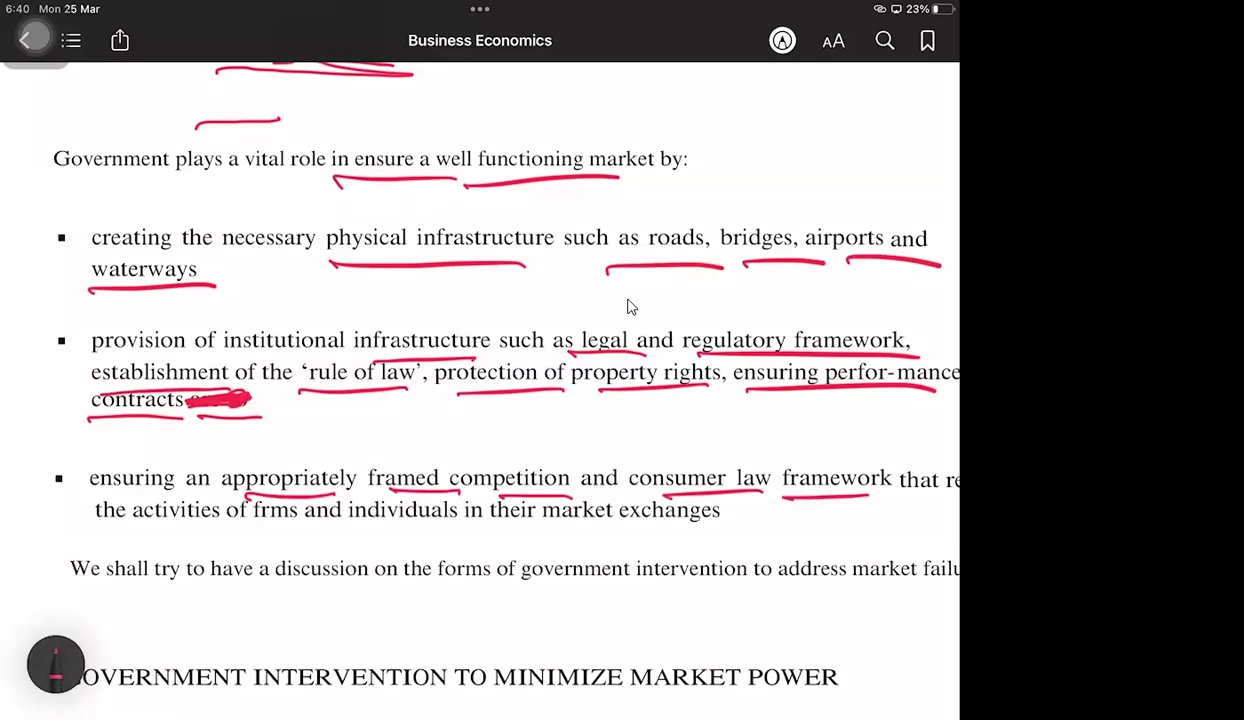 6:40 Mon 25 Mar
23%
Business Economics
AA
Government plays a vital role in ensure a well functioning market by:
▪ creating the necessary physical infrastructure such as roads, bridges, airports and
waterways
▪ provision of institutional infrastructure such as legal and regulatory framework,
establishment of the ‘rule of law’, protection of property rights, ensuring perfor-mance
contracts
▪ ensuring an appropriately framed competition and consumer law framework that re
the activities of frms and individuals in their market exchanges
We shall try to have a discussion on the forms of government intervention to address market failu
OVERNMENT INTERVENTION TO MINIMIZE MARKET POWER